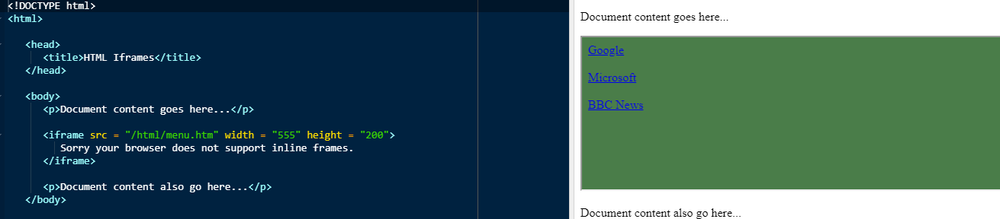 <!DOCTYPE html>
<html>
<head>
<title>HTML Iframes</title>
</head>
<body>
<p>Document content goes here...</p>
<iframe src = "/html/menu.htm" width = "555" height = "200">
Sorry your browser does not support inline frames.
</iframe>
<p>Document content also go here...</p>
</body>
Document content goes here...
Google
Microsoft
BBC News
Document content also go here...